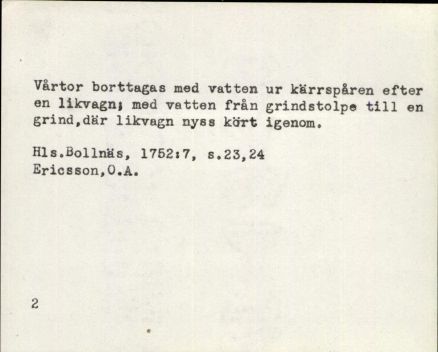 Vårtor borttagas med vatten ur kärrspåren efter
en likvagn; med vatten från grindstolpe till en
grind,där likvagn nyss kört igenom.
Hls.Bollnäs, 1752:7, s.23,24
Ericsson,O.A.
2